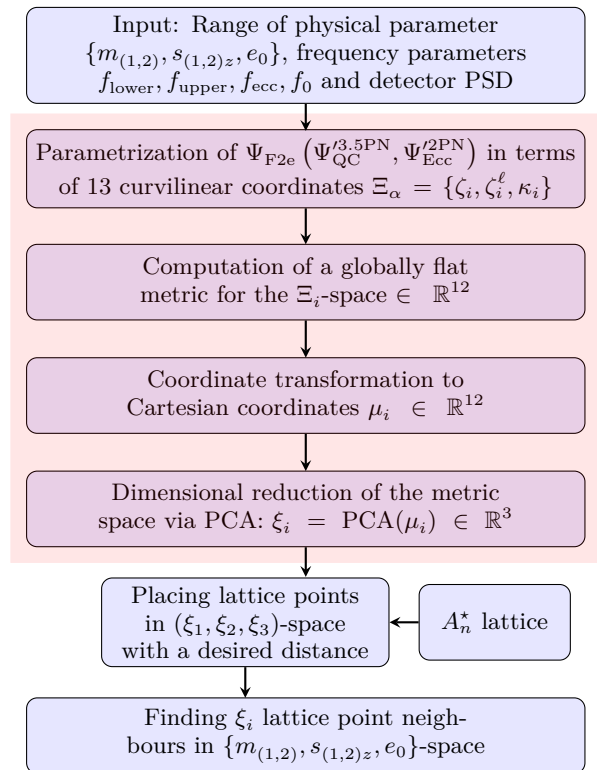 Input: Range of physical parameter
{m_(1,2), s_(1,2)z, e_0}, frequency parameters
f_lower, f_upper, f_ecc, f_0 and detector PSD
Parametrization of Ψ_F2e (Ψ′^3.5PN_QC, Ψ′^2PN_Ecc) in terms
of 13 curvilinear coordinates Ξ_α = {ζ_i, ζ_i^ℓ, κ_i}
Computation of a globally flat
metric for the Ξ_i-space ∈ ℝ^12
Coordinate transformation to
Cartesian coordinates μ_i ∈ ℝ^12
Dimensional reduction of the metric
space via PCA: ξ_i = PCA(μ_i) ∈ ℝ^3
Placing lattice points
in (ξ_1, ξ_2, ξ_3)-space
with a desired distance
A_n^⋆ lattice
Finding ξ_i lattice point neigh-
bours in {m_(1,2), s_(1,2)z, e_0}-space